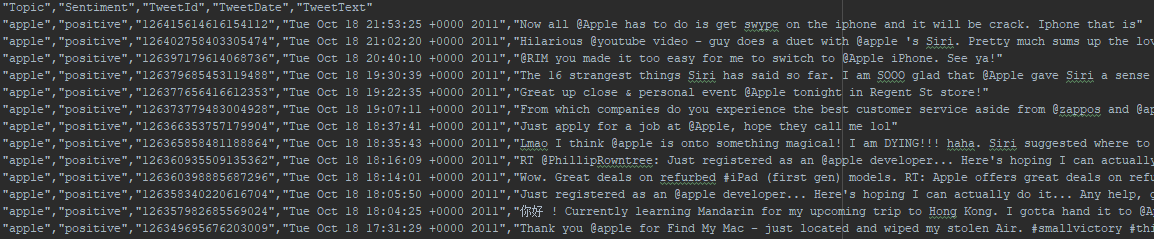 "Topic","Sentiment","TweetId","TweetDate","TweetText"
"apple","positive","126415614616154112","Tue Oct 18 21:53:25 +0000 2011","Now all @Apple has to do is get swype on the iphone and it will be crack. Iphone that is"
"apple","positive","126402758403305474","Tue Oct 18 21:02:20 +0000 2011","Hilarious @youtube video - guy does a duet with @apple 's Siri. Pretty much sums up the lov
"apple","positive","126397179614068736","Tue Oct 18 20:40:10 +0000 2011","@RIM you made it too easy for me to switch to @Apple iPhone. See ya!"
"apple","positive","126379685453119488","Tue Oct 18 19:30:39 +0000 2011","The 16 strangest things Siri has said so far. I am SOOO glad that @Apple gave Siri a sense
"apple","positive","126377656416612353","Tue Oct 18 19:22:35 +0000 2011","Great up close & personal event @Apple tonight in Regent St store!"
"apple","positive","126373779483004928","Tue Oct 18 19:07:11 +0000 2011","From which companies do you experience the best customer service aside from @zappos and @ap
"apple","positive","126366353757179904","Tue Oct 18 18:37:41 +0000 2011","Just apply for a job at @Apple, hope they call me lol"
"apple","positive","126365858481188864","Tue Oct 18 18:35:43 +0000 2011","Lmao I think @apple is onto something magical! I am DYING!!! haha. Siri suggested where to
"apple","positive","126360935509135362","Tue Oct 18 18:16:09 +0000 2011","RT @PhillipRowntree: Just registered as an @apple developer... Here's hoping I can actually
"apple","positive","126360398885687296","Tue Oct 18 18:14:01 +0000 2011","Wow. Great deals on refurbed #iPad (first gen) models. RT: Apple offers great deals on refu
"apple","positive","126358340220616704","Tue Oct 18 18:05:50 +0000 2011","Just registered as an @apple developer... Here's hoping I can actually do it... Any help, g
"apple","positive","126357982685569024","Tue Oct 18 18:04:25 +0000 2011","你好 ! Currently learning Mandarin for my upcoming trip to Hong Kong. I gotta hand it to @A
"apple","positive","126349695676203009","Tue Oct 18 17:31:29 +0000 2011","Thank you @apple for Find My Mac - just located and wiped my stolen Air. #smallvictory #thi